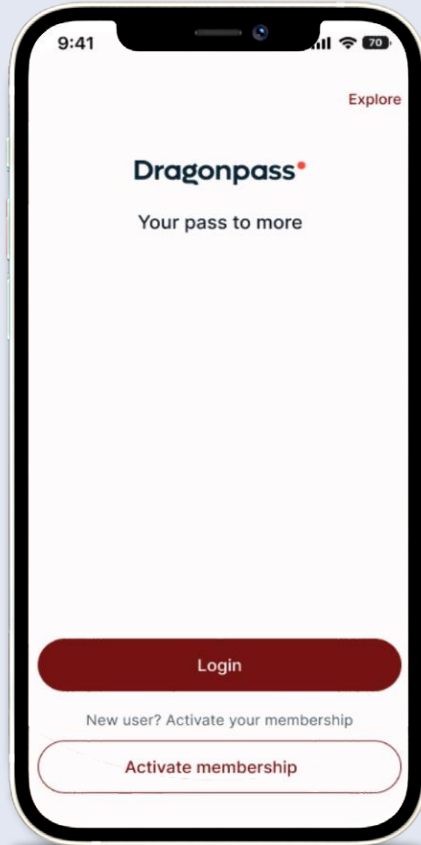 9:41
70
Explore
Dragonpass
Your pass to more
Login
New user? Activate your membership
Activate membership